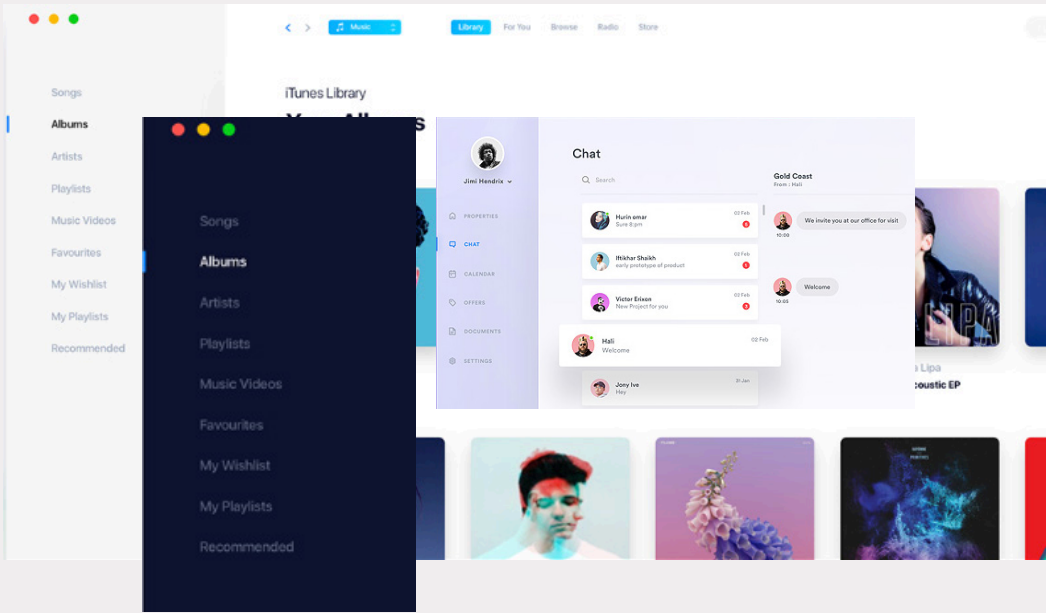 Music
Library
For You
Browse
Radio
Store
iTunes Library
Songs
Albums
Artists
Playlists
Music Videos
Favourites
My Wishlist
My Playlists
Recommended
Songs
Albums
Artists
Playlists
Music Videos
Favourites
My Wishlist
My Playlists
Recommended
Jimi Hendrix
PROPERTIES
CHAT
CALENDAR
OFFERS
DOCUMENTS
SETTINGS
Chat
Search
Hurin omar
02 Feb
Sure 8:pm
Iftikhar Shaikh
02 Feb
early prototype of product
Victor Erixon
02 Feb
New Project for you
Hali
02 Feb
Welcome
Jony Ive
31 Jan
Hey
Gold Coast
From : Hali
We invite you at our office for visit
10:00
Welcome
10:05
LIPA
Lipa
coustic EP